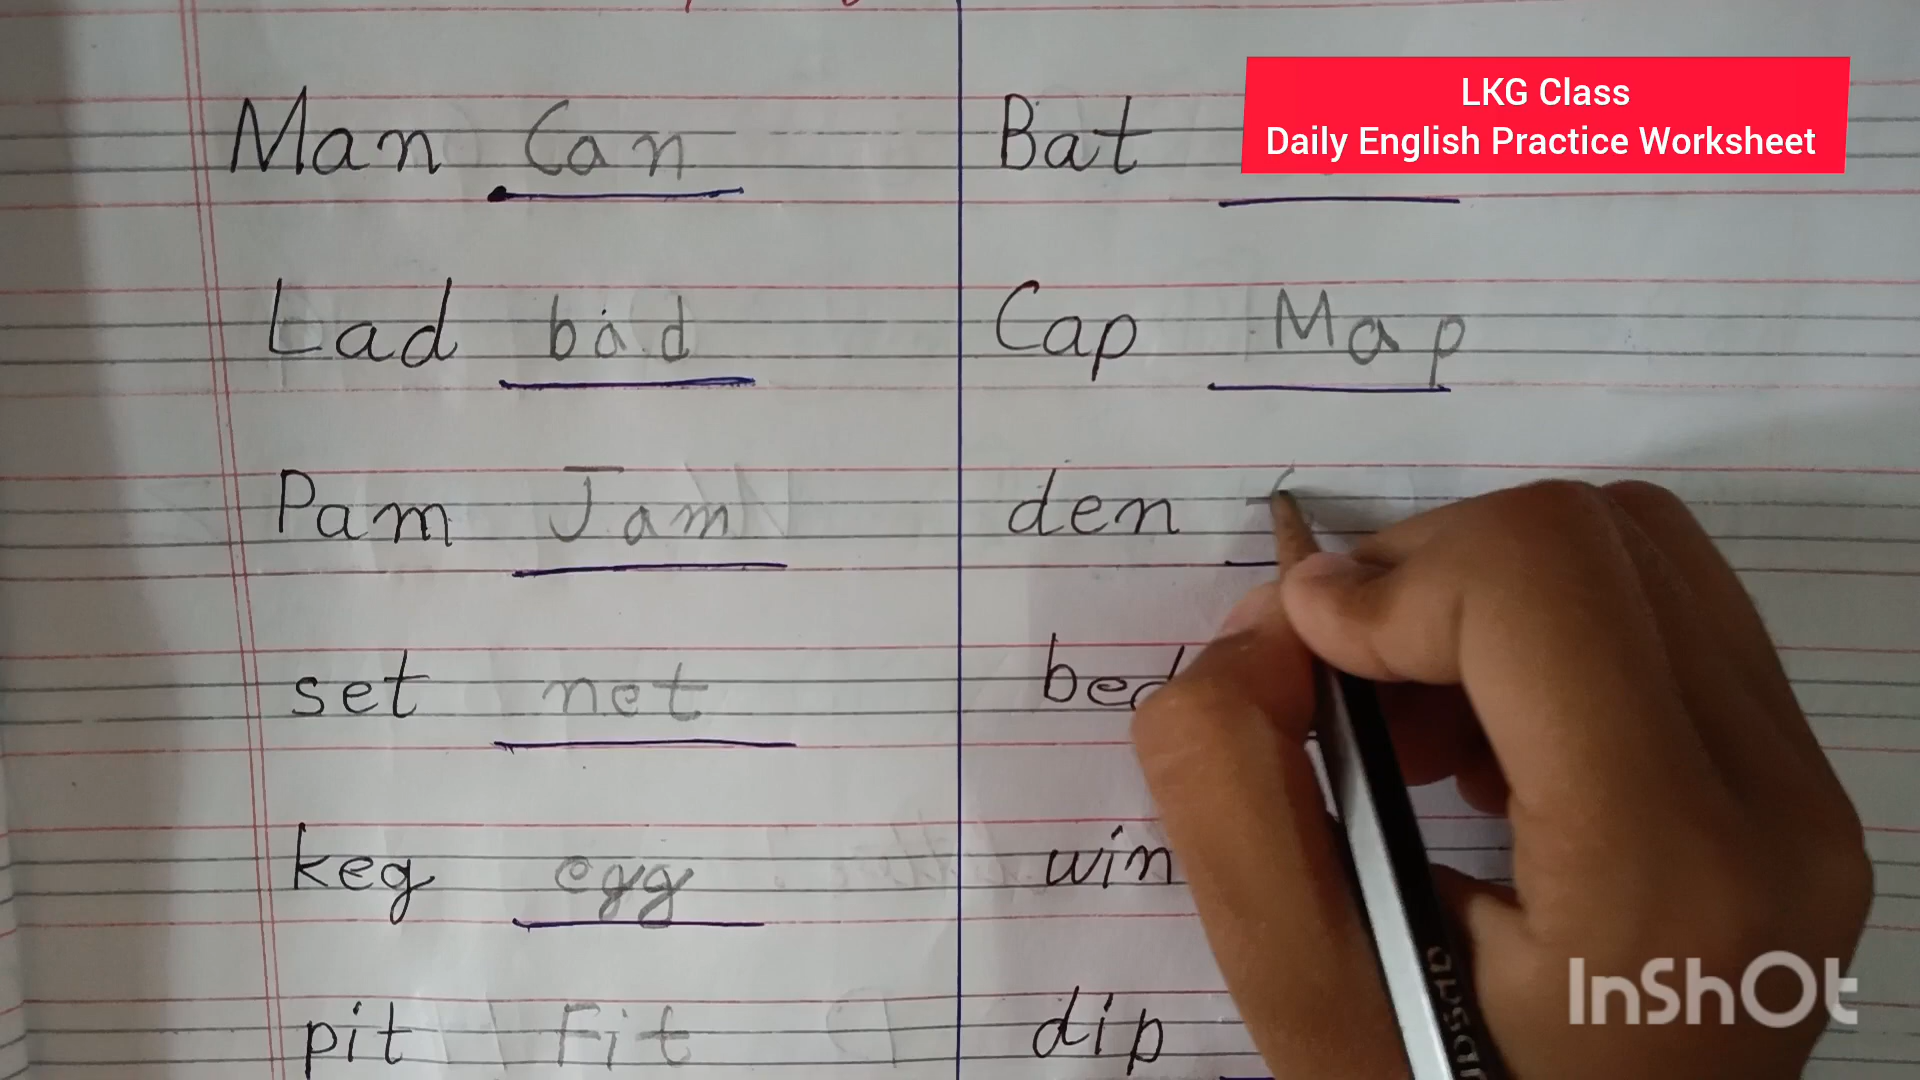 LKG Class
Daily English Practice Worksheet
Man Can
Bat
Lad bad
Cap Map
Pam Jam
den
set net
bed
keg egg
win
pit Fit
dip
InShOt